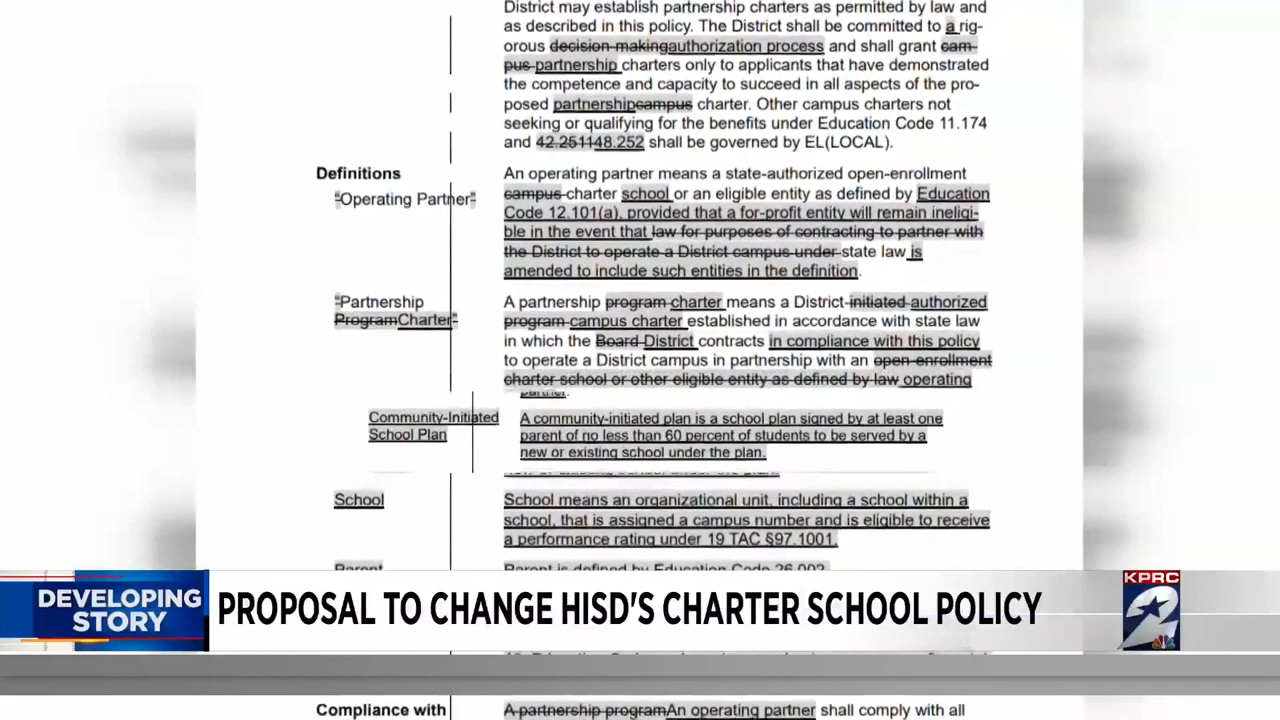 District may establish partnership charters as permitted by law and
as described in this policy. The District shall be committed to a rig-
orous decision-makingauthorization process and shall grant cam-
pus partnership charters only to applicants that have demonstrated
the competence and capacity to succeed in all aspects of the pro-
posed partnershipcampus charter. Other campus charters not
seeking or qualifying for the benefits under Education Code 11.174
and 42.251148.252 shall be governed by EL(LOCAL).
Definitions
"Operating Partner"
An operating partner means a state-authorized open-enrollment
campus charter school or an eligible entity as defined by Education
Code 12.101(a), provided that a for-profit entity will remain ineligi-
ble in the event that law for purposes of contracting to partner with
the District to operate a District campus under state law is
amended to include such entities in the definition.
"Partnership
ProgramCharter"
A partnership program charter means a District-initiated authorized
program campus charter established in accordance with state law
in which the Board District contracts in compliance with this policy
to operate a District campus in partnership with an open-enrollment
charter school or other eligible entity as defined by law operating
partner.
Community-Initiated
School Plan
A community-initiated plan is a school plan signed by at least one
parent of no less than 60 percent of students to be served by a
new or existing school under the plan.
School
School means an organizational unit, including a school within a
school, that is assigned a campus number and is eligible to receive
a performance rating under 19 TAC §97.1001.
Parent
Parent is defined by Education Code 26.002.
DEVELOPING
STORY
PROPOSAL TO CHANGE HISD'S CHARTER SCHOOL POLICY
KPRC
2
Compliance with
A partnership programAn operating partner shall comply with all